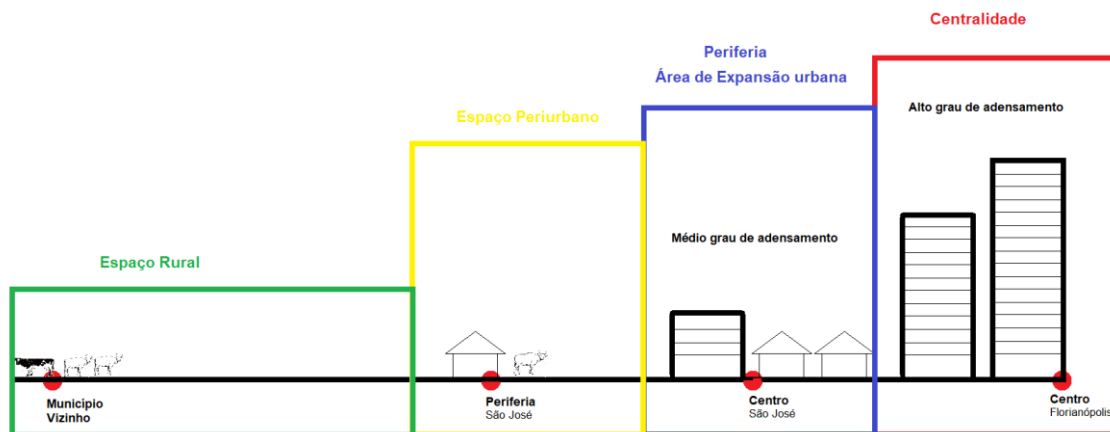 Centralidade
Periferia
Área de Expansão urbana
Alto grau de adensamento
Espaço Periurbano
Médio grau de adensamento
Espaço Rural
Municipio
Vizinho
Periferia
São José
Centro
São José
Centro
Florianópolis